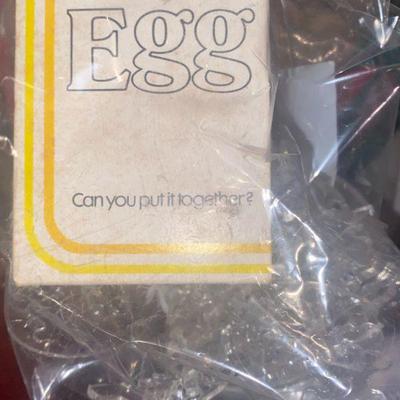 Egg
Can you put it together?